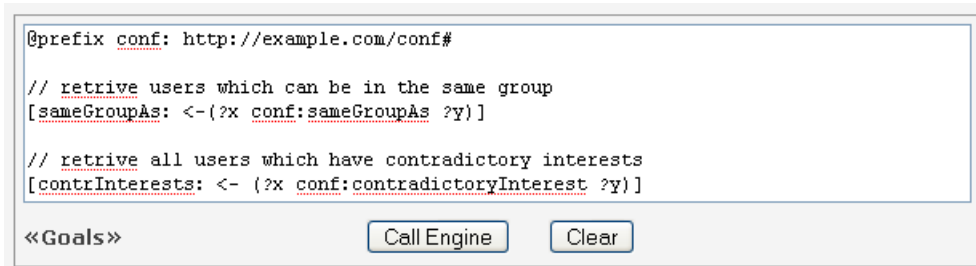 @prefix conf: http://example.com/conf#
// retrive users which can be in the same group
[sameGroupAs: <-(?x conf:sameGroupAs ?y)]
// retrive all users which have contradictory interests
[contrInterests: <- (?x conf:contradictoryInterest ?y)]
«Goals» Call Engine Clear